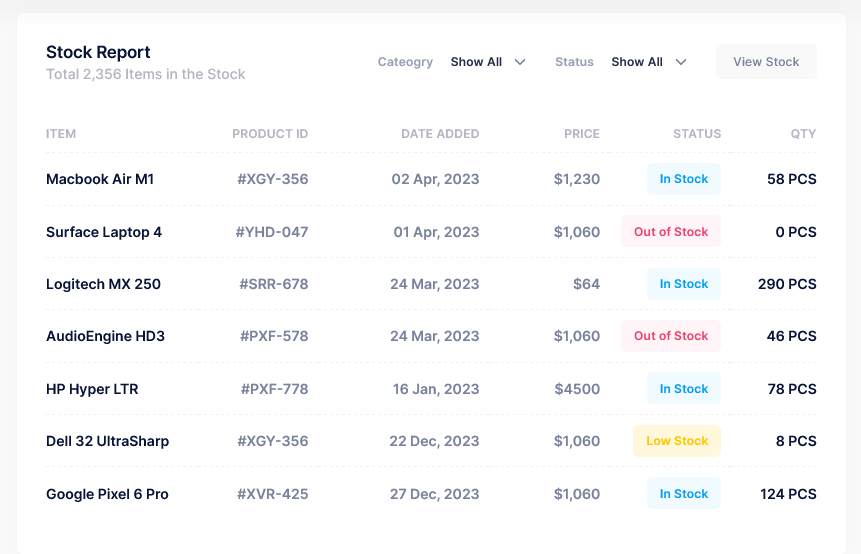 Stock Report
Total 2,356 Items in the Stock
Cateogry Show All Status Show All View Stock
ITEM PRODUCT ID DATE ADDED PRICE STATUS QTY
Macbook Air M1 #XGY-356 02 Apr, 2023 $1,230 In Stock 58 PCS
Surface Laptop 4 #YHD-047 01 Apr, 2023 $1,060 Out of Stock 0 PCS
Logitech MX 250 #SRR-678 24 Mar, 2023 $64 In Stock 290 PCS
AudioEngine HD3 #PXF-578 24 Mar, 2023 $1,060 Out of Stock 46 PCS
HP Hyper LTR #PXF-778 16 Jan, 2023 $4500 In Stock 78 PCS
Dell 32 UltraSharp #XGY-356 22 Dec, 2023 $1,060 Low Stock 8 PCS
Google Pixel 6 Pro #XVR-425 27 Dec, 2023 $1,060 In Stock 124 PCS